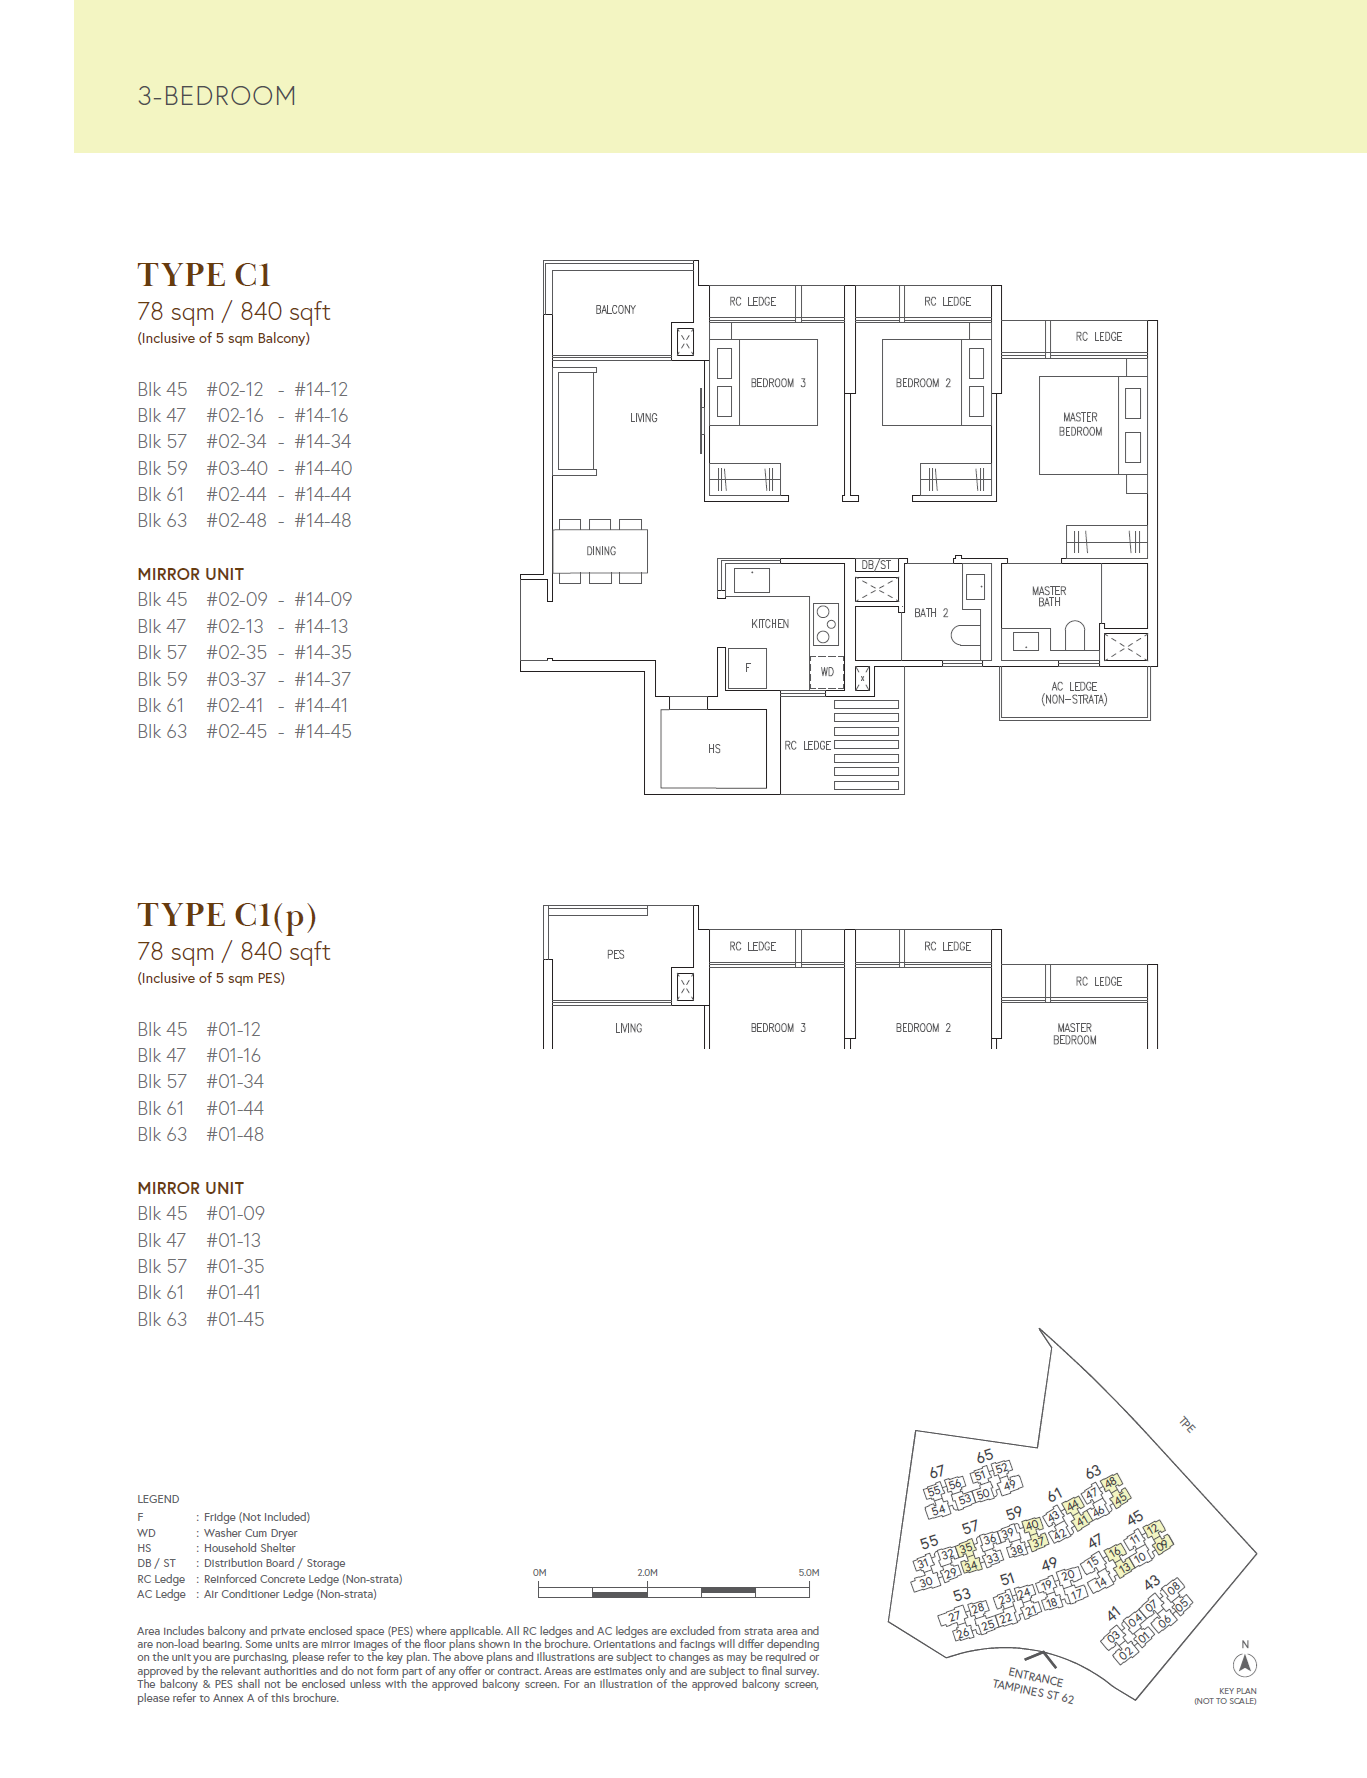 3-BEDROOM
TYPE C1
78 sqm / 840 sqft
(Inclusive of 5 sqm Balcony)
Blk 45 #02-12 - #14-12
Blk 47 #02-16 - #14-16
Blk 57 #02-34 - #14-34
Blk 59 #03-40 - #14-40
Blk 61 #02-44 - #14-44
Blk 63 #02-48 - #14-48
MIRROR UNIT
Blk 45 #02-09 - #14-09
Blk 47 #02-13 - #14-13
Blk 57 #02-35 - #14-35
Blk 59 #03-37 - #14-37
Blk 61 #02-41 - #14-41
Blk 63 #02-45 - #14-45
BALCONY
RC LEDGE
RC LEDGE
RC LEDGE
BEDROOM 3
BEDROOM 2
LIVING
MASTER
BEDROOM
DINING
DB/ST
KITCHEN
BATH 2
MASTER
BATH
F
WD
AC LEDGE
(NON-STRATA)
HS
RC LEDGE
TYPE C1(p)
78 sqm / 840 sqft
(Inclusive of 5 sqm PES)
Blk 45 #01-12
Blk 47 #01-16
Blk 57 #01-34
Blk 61 #01-44
Blk 63 #01-48
MIRROR UNIT
Blk 45 #01-09
Blk 47 #01-13
Blk 57 #01-35
Blk 61 #01-41
Blk 63 #01-45
PES
RC LEDGE
RC LEDGE
RC LEDGE
LIVING
BEDROOM 3
BEDROOM 2
MASTER
BEDROOM
LEGEND
F : Fridge (Not Included)
WD : Washer Cum Dryer
HS : Household Shelter
DB / ST : Distribution Board / Storage
RC Ledge : Reinforced Concrete Ledge (Non-strata)
AC Ledge : Air Conditioner Ledge (Non-strata)
0M 2.0M 5.0M
Area includes balcony and private enclosed space (PES) where applicable. All RC ledges and AC ledges are excluded from strata area and
are non-load bearing. Some units are mirror images of the floor plans shown in the brochure. Orientations and facings will differ depending
on the unit you are purchasing, please refer to the key plan. The above plans and illustrations are subject to changes as may be required or
approved by the relevant authorities and do not form part of any offer or contract. Areas are estimates only and are subject to final survey.
The balcony & PES shall not be enclosed unless with the approved balcony screen. For an illustration of the approved balcony screen,
please refer to Annex A of this brochure.
TPE
67
55 56
54 53
65
51 52
50 49
63
47 48
46 45
61
43 44
42 41
59
39 40
38 37
57
35 36
34 33
55
31 32
30 29
45
11 12
10 09
47
15 16
14 13
49
19 20
18 17
51
23 24
22 21
53
27 28
26 25
43
07 08
06 05
41
03 04
02 01
ENTRANCE
TAMPINES ST 62
N
KEY PLAN
(NOT TO SCALE)